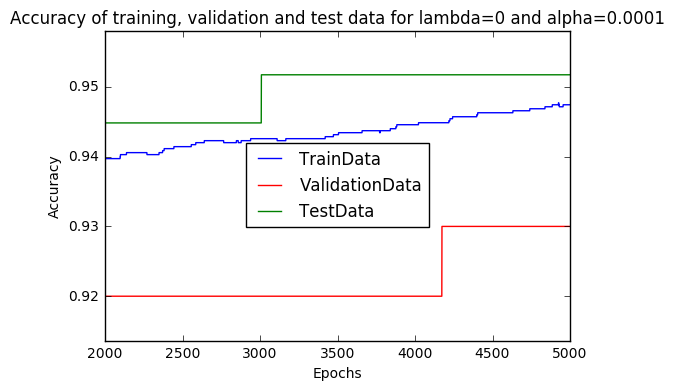 Accuracy of training, validation and test data for lambda=0 and alpha=0.0001
0.95
0.94
0.93
0.92
Accuracy
TrainData
ValidationData
TestData
2000 2500 3000 3500 4000 4500 5000
Epochs